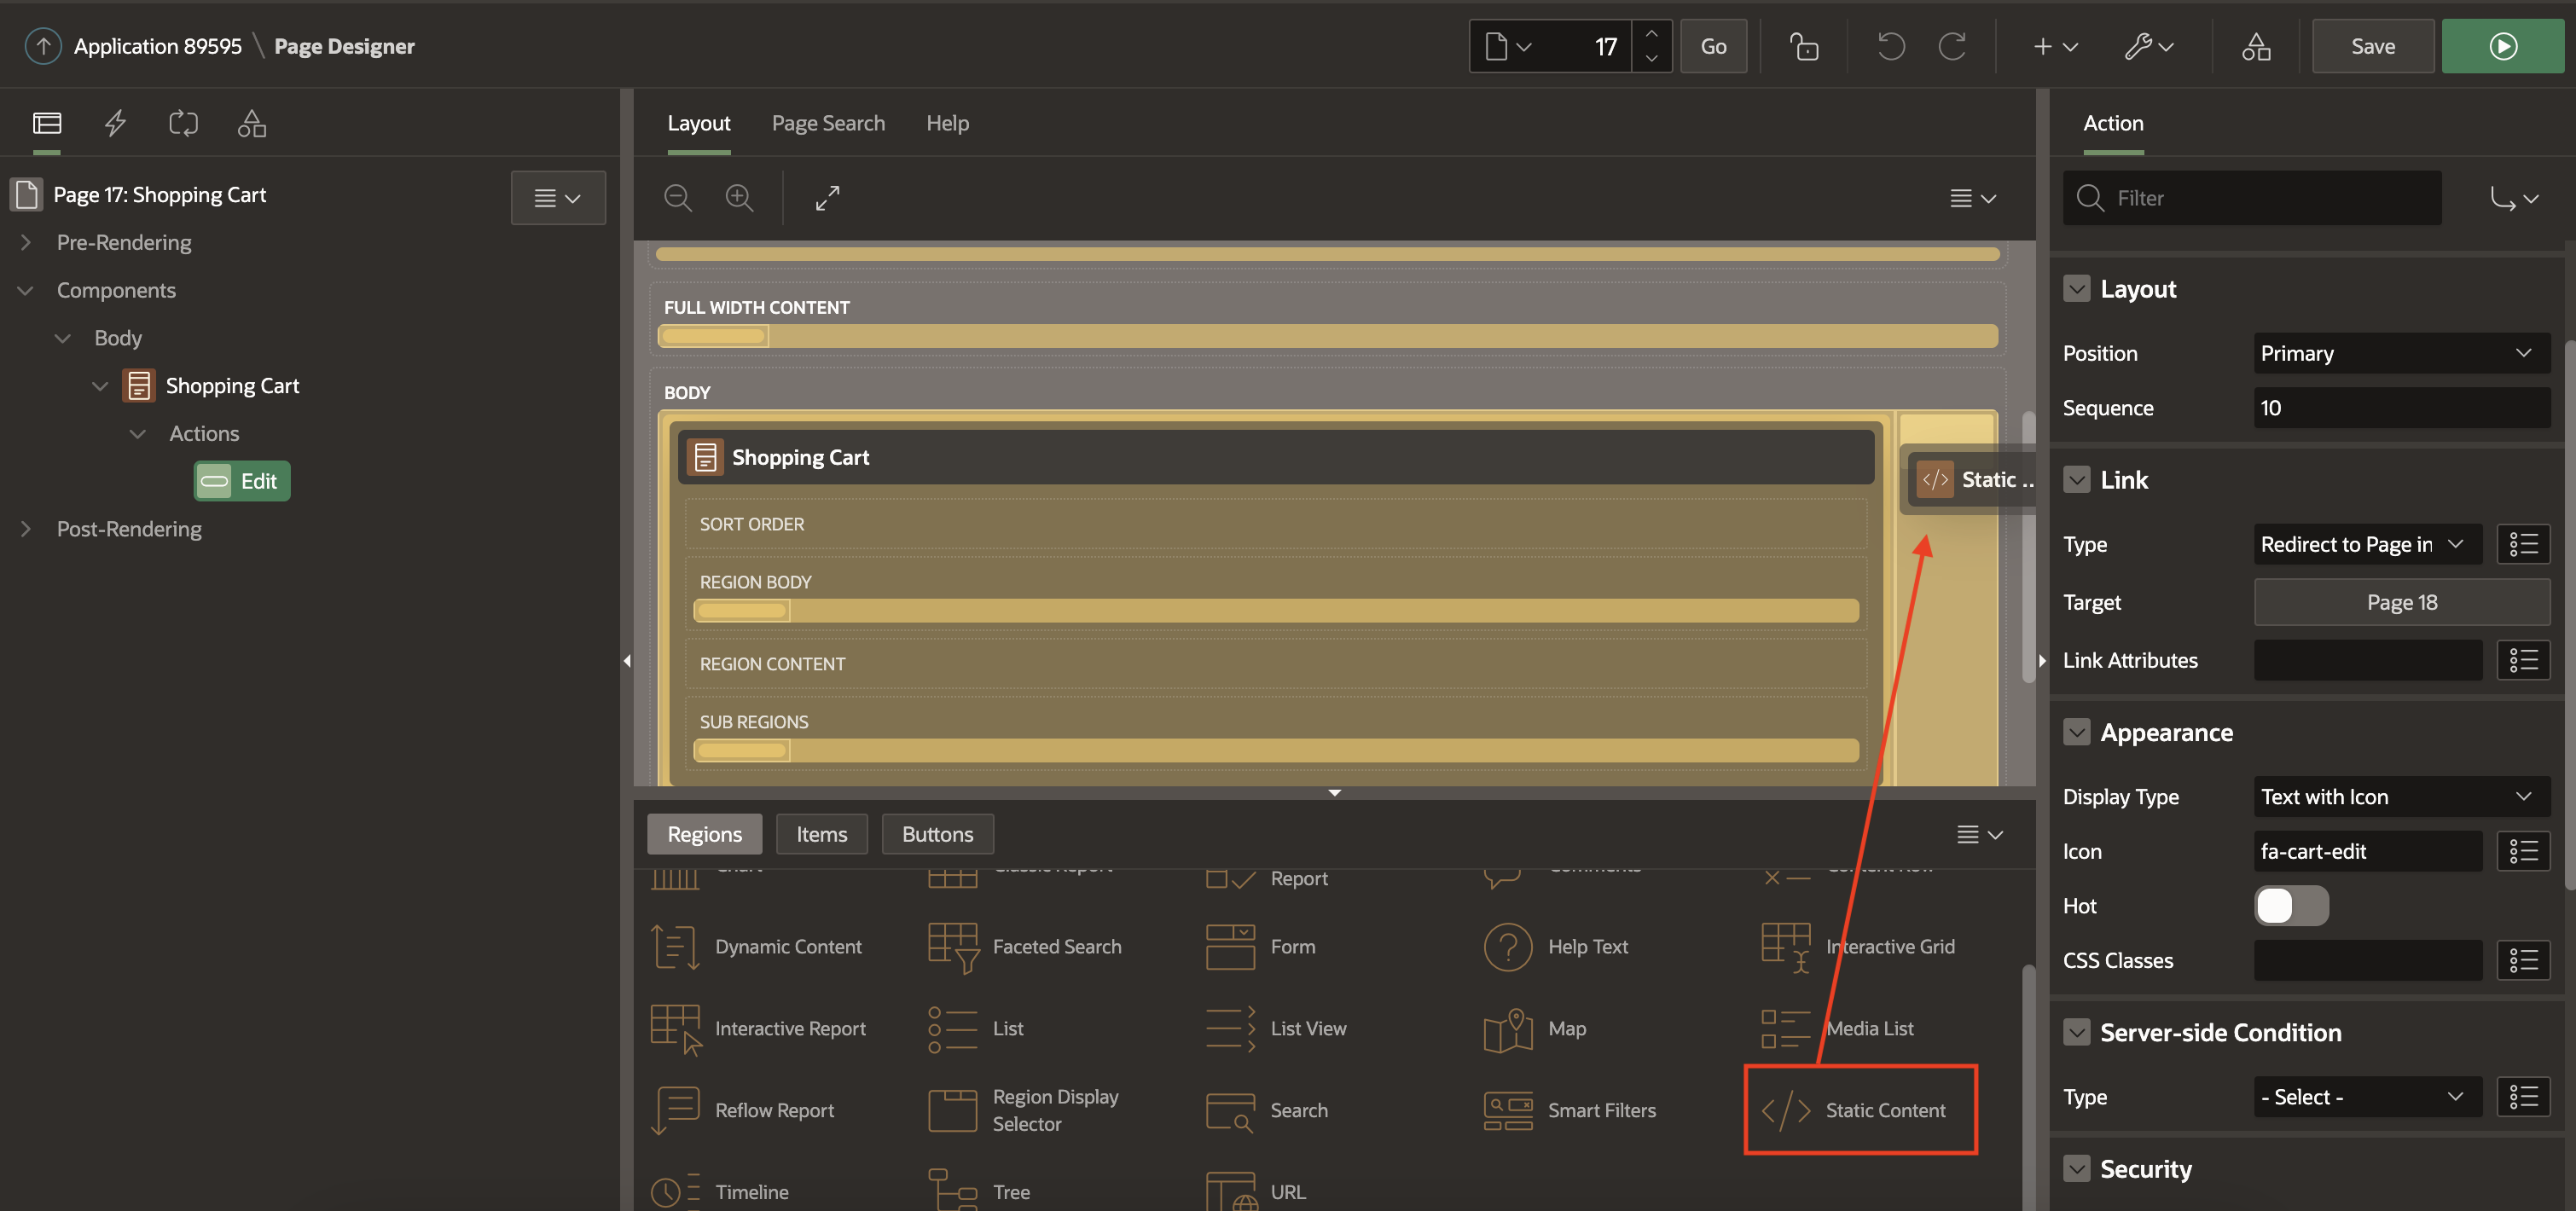 Application 89595 \ Page Designer
17
Go
Save
Page 17: Shopping Cart
Pre-Rendering
Components
Body
Shopping Cart
Actions
Edit
Post-Rendering
Layout Page Search Help
FULL WIDTH CONTENT
BODY
Shopping Cart
Static ..
SORT ORDER
REGION BODY
REGION CONTENT
SUB REGIONS
Regions Items Buttons
Report
Dynamic Content Faceted Search Form Help Text Interactive Grid
Interactive Report List List View Map Media List
Reflow Report Region Display
Selector Search Smart Filters Static Content
Timeline Tree URL
Action
Filter
Layout
Position Primary
Sequence 10
Link
Type Redirect to Page in
Target Page 18
Link Attributes
Appearance
Display Type Text with Icon
Icon fa-cart-edit
Hot
CSS Classes
Server-side Condition
Type - Select -
Security